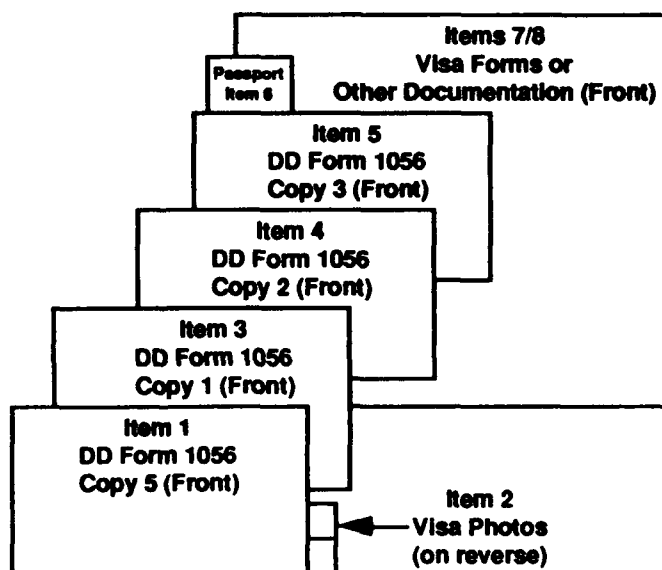 Items 7/8
Visa Forms or
Other Documentation (Front)
Passport
Item 6
Item 5
DD Form 1056
Copy 3 (Front)
Item 4
DD Form 1056
Copy 2 (Front)
Item 3
DD Form 1056
Copy 1 (Front)
Item 1
DD Form 1056
Copy 5 (Front)
Item 2
Visa Photos
(on reverse)